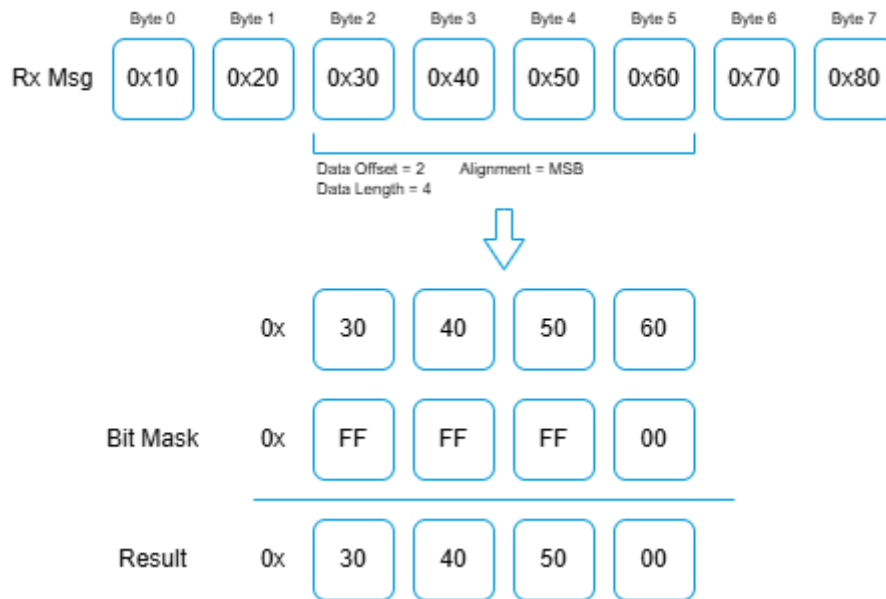 Byte 0 Byte 1 Byte 2 Byte 3 Byte 4 Byte 5 Byte 6 Byte 7
Rx Msg 0x10 0x20 0x30 0x40 0x50 0x60 0x70 0x80
Data Offset = 2 Alignment = MSB
Data Length = 4
0x 30 40 50 60
Bit Mask 0x FF FF FF 00
Result 0x 30 40 50 00